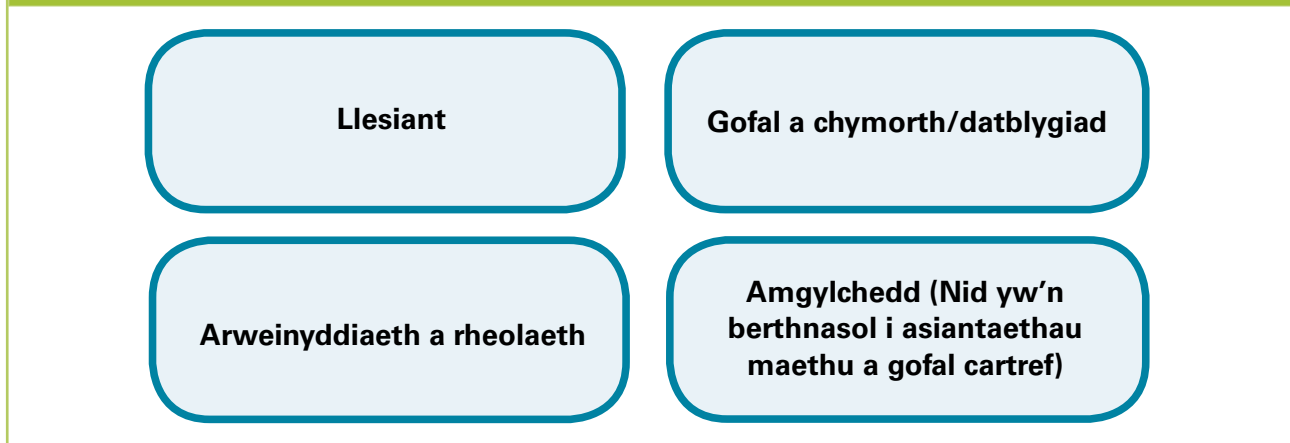 Llesiant
Gofal a chymorth/datblygiad
Arweinyddiaeth a rheolaeth
Amgylchedd (Nid yw’n
berthnasol i asiantaethau
maethu a gofal cartref)